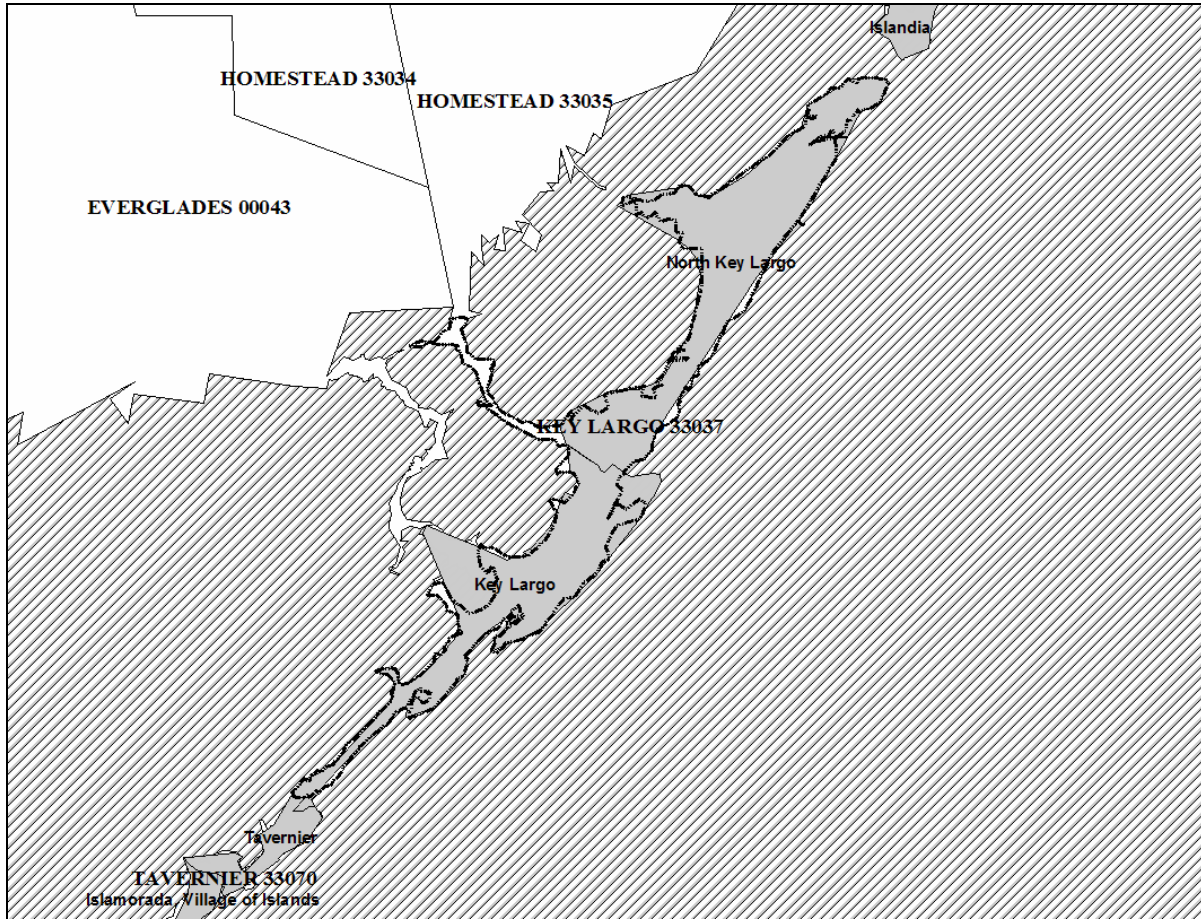 Islandia
HOMESTEAD 33034
HOMESTEAD 33035
EVERGLADES 00043
North Key Largo
KEY LARGO 33037
Key Largo
Tavernier
TAVERNIER 33070
Islamorada, Village of Islands